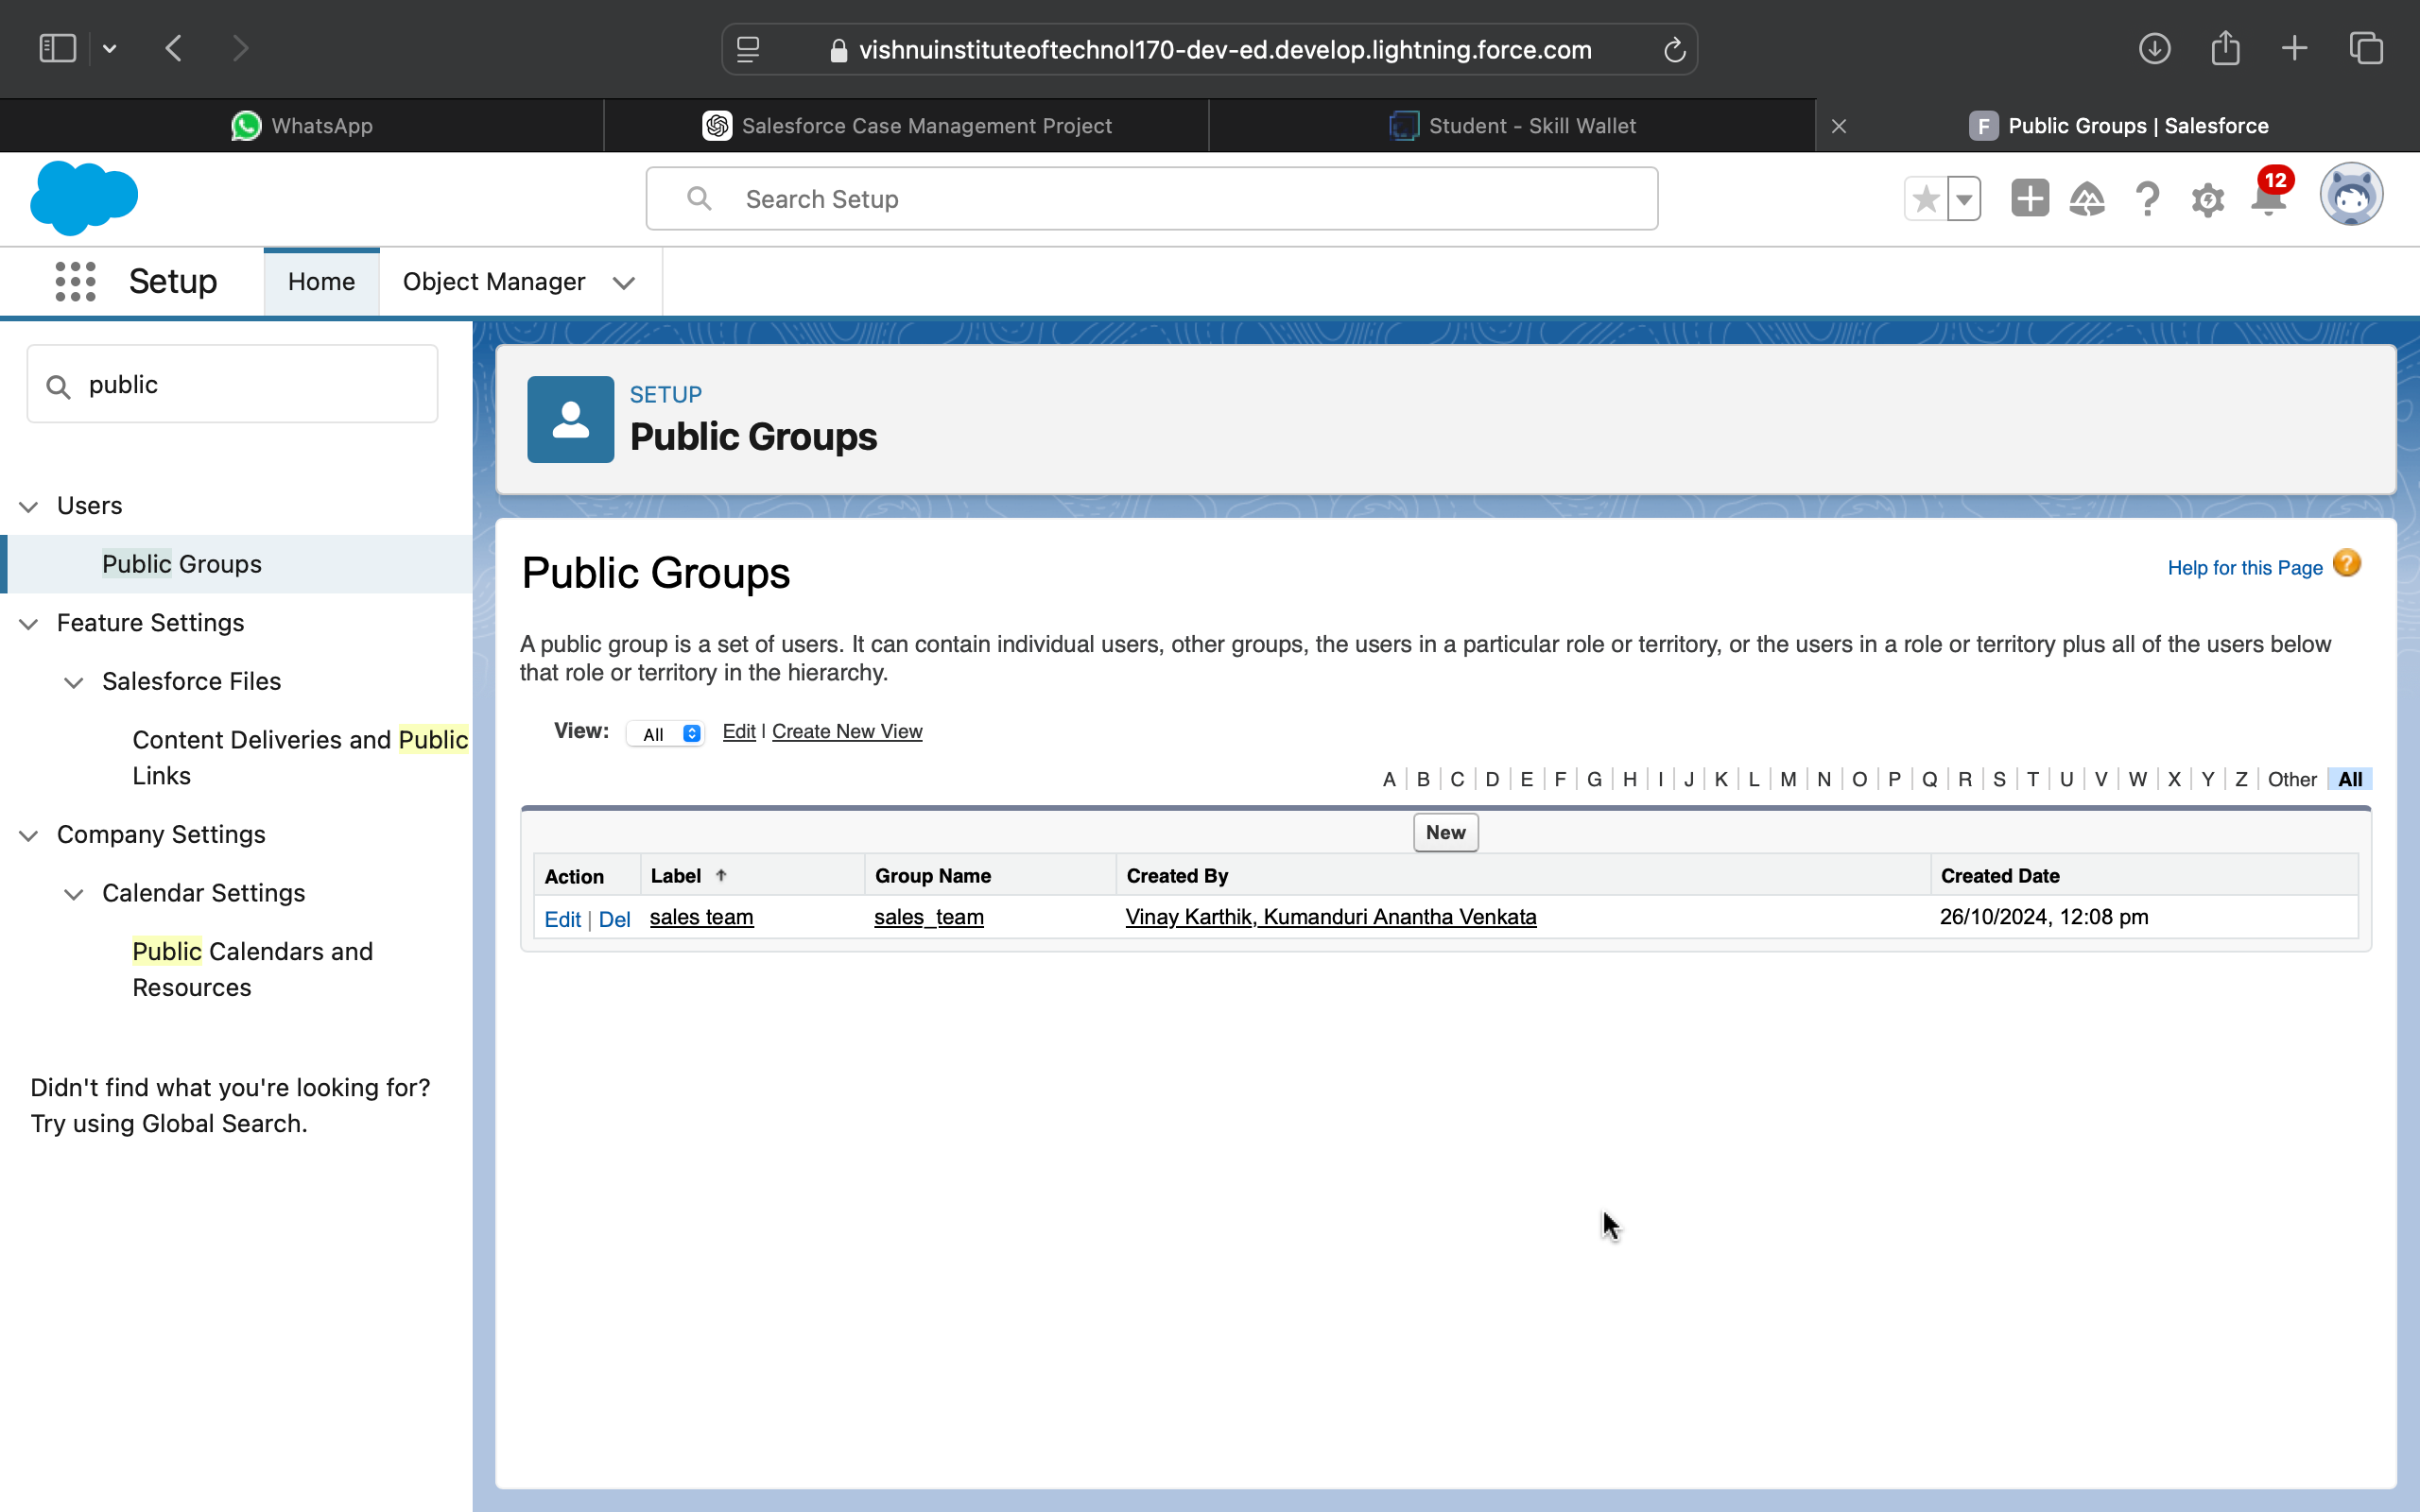 vishnuinstituteoftechnol170-dev-ed.develop.lightning.force.com
WhatsApp
Salesforce Case Management Project
Student - Skill Wallet
F Public Groups | Salesforce
Search Setup
12
Setup
Home
Object Manager
public
Users
Public Groups
Feature Settings
Salesforce Files
Content Deliveries and Public
Links
Company Settings
Calendar Settings
Public Calendars and
Resources
Didn't find what you're looking for?
Try using Global Search.
SETUP
Public Groups
Public Groups
Help for this Page ?
A public group is a set of users. It can contain individual users, other groups, the users in a particular role or territory, or the users in a role or territory plus all of the users below
that role or territory in the hierarchy.
View: All Edit | Create New View
A | B | C | D | E | F | G | H | I | J | K | L | M | N | O | P | Q | R | S | T | U | V | W | X | Y | Z | Other | All
New
Action Label Group Name Created By Created Date
Edit | Del sales team sales_team Vinay Karthik, Kumanduri Anantha Venkata 26/10/2024, 12:08 pm